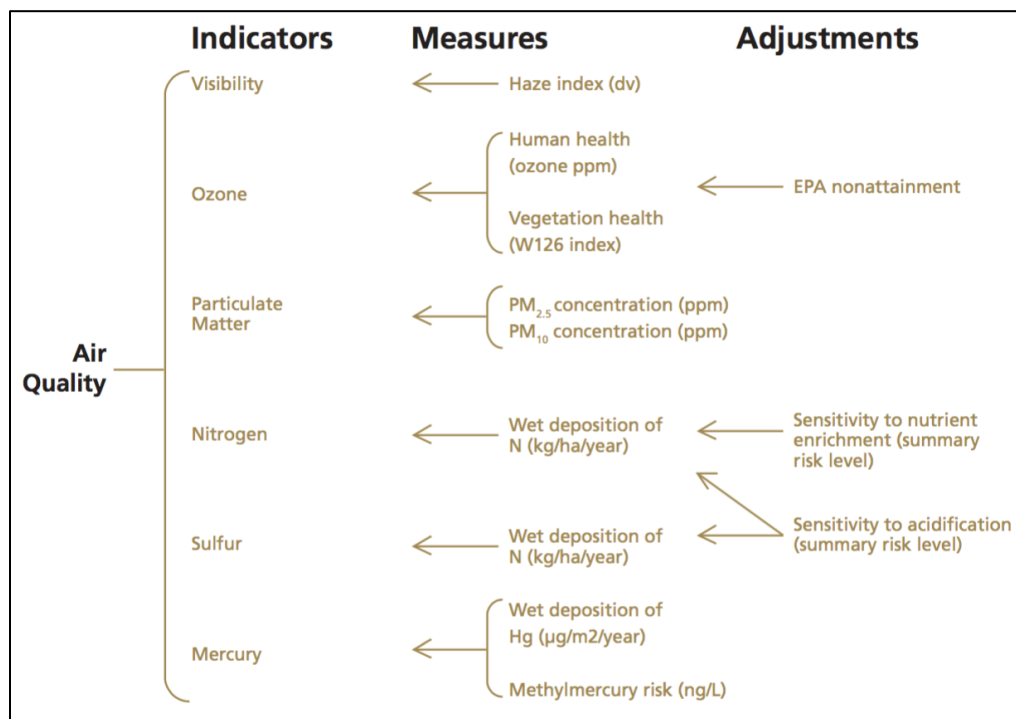 Indicators Measures Adjustments
Visibility Haze index (dv)
Human health
(ozone ppm)
Ozone EPA nonattainment
Vegetation health
(W126 index)
Particulate
Matter
PM2.5 concentration (ppm)
PM10 concentration (ppm)
Air
Quality
Nitrogen
Wet deposition of
N (kg/ha/year)
Sensitivity to nutrient
enrichment (summary
risk level)
Sulfur
Wet deposition of
N (kg/ha/year)
Sensitivity to acidification
(summary risk level)
Mercury
Wet deposition of
Hg (µg/m2/year)
Methylmercury risk (ng/L)